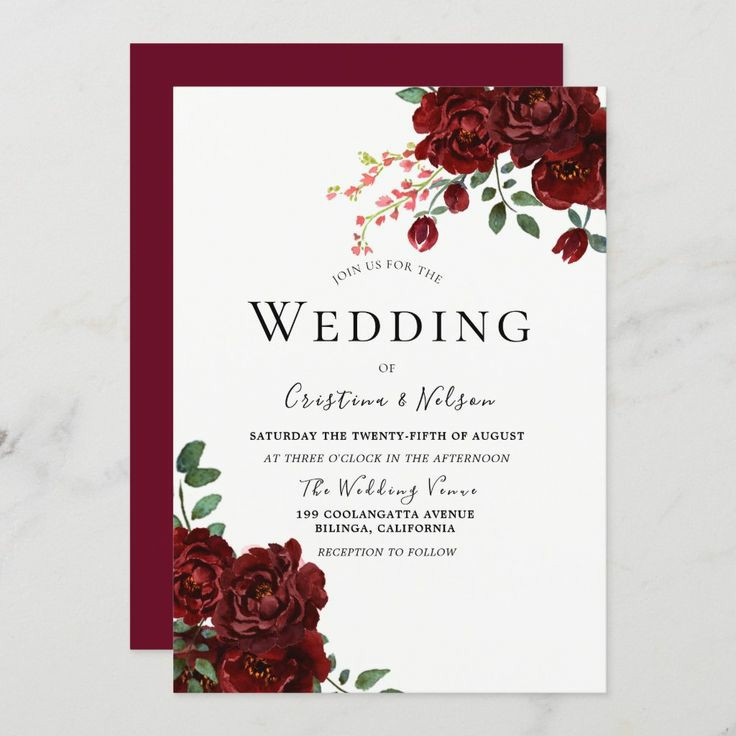 JOIN US FOR THE
WEDDING
OF
Cristina & Nelson
SATURDAY THE TWENTY-FIFTH OF AUGUST
AT THREE O'CLOCK IN THE AFTERNOON
The Wedding Venue
199 COOLANGATTA AVENUE
BILINGA, CALIFORNIA
RECEPTION TO FOLLOW